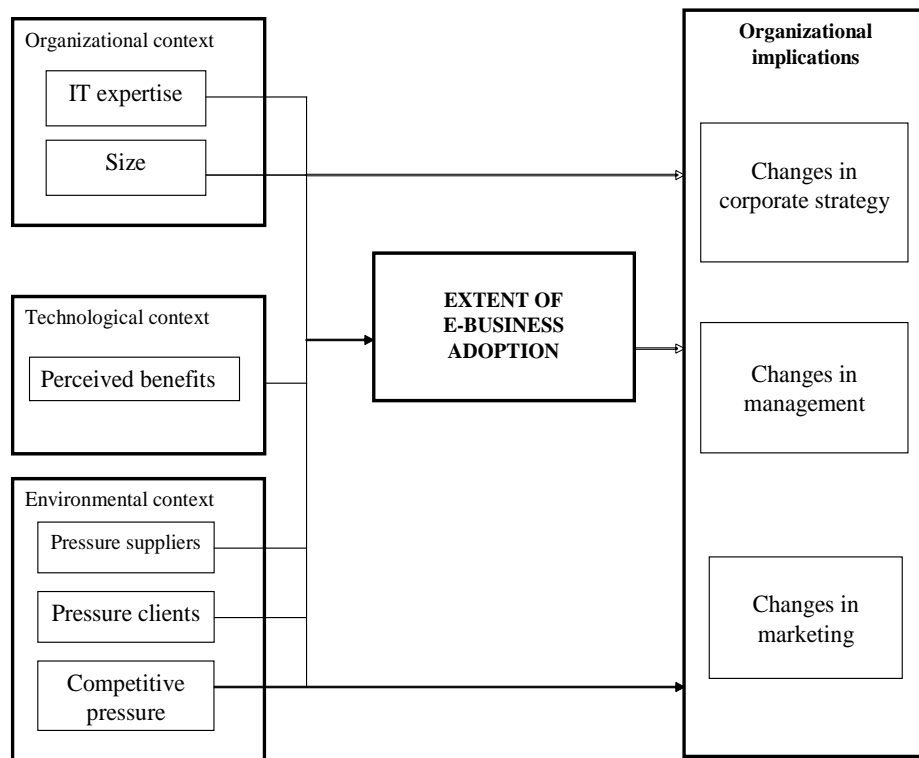 Organizational context
IT expertise
Size
Technological context
Perceived benefits
Environmental context
Pressure suppliers
Pressure clients
Competitive
pressure
EXTENT OF
E-BUSINESS
ADOPTION
Organizational
implications
Changes in
corporate strategy
Changes in
management
Changes in
marketing